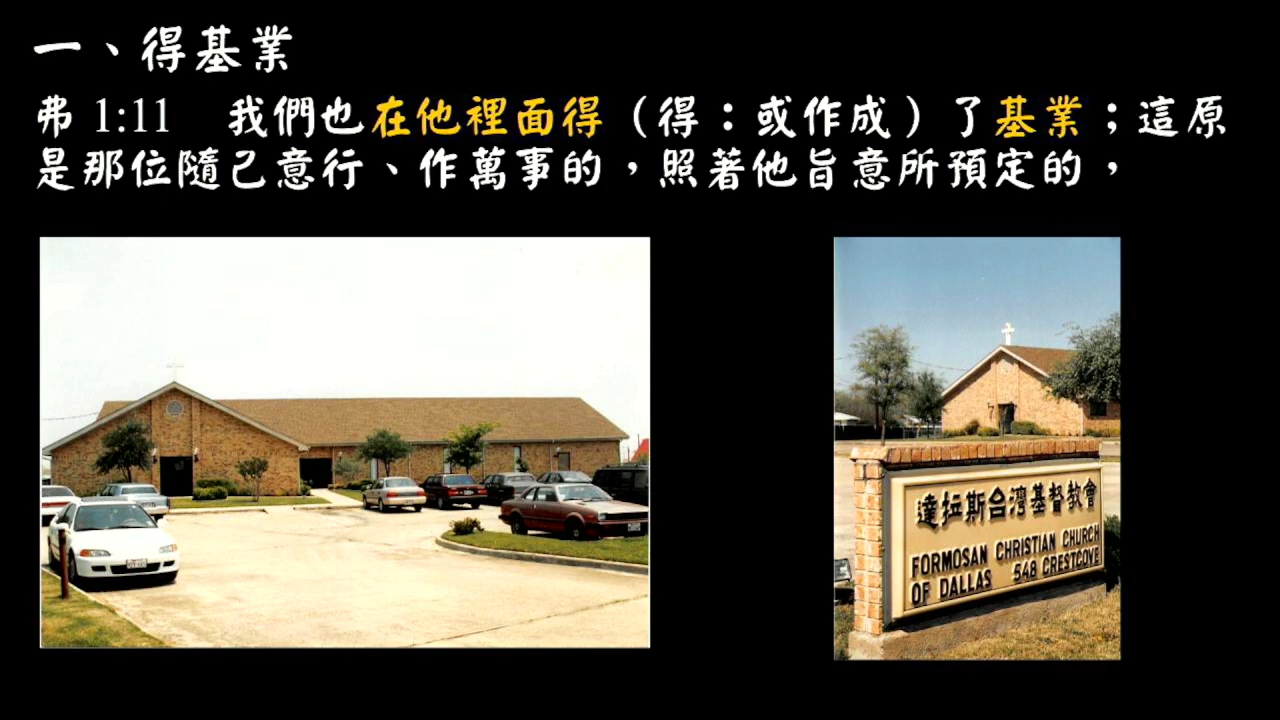 一、得基業
弗 1:11 我們也在他裡面得（得：或作成）了基業；這原
是那位隨己意行、作萬事的，照著他旨意所預定的，
達拉斯台灣基督教會
FORMOSAN CHRISTIAN CHURCH
OF DALLAS 548 CRESTCOVE